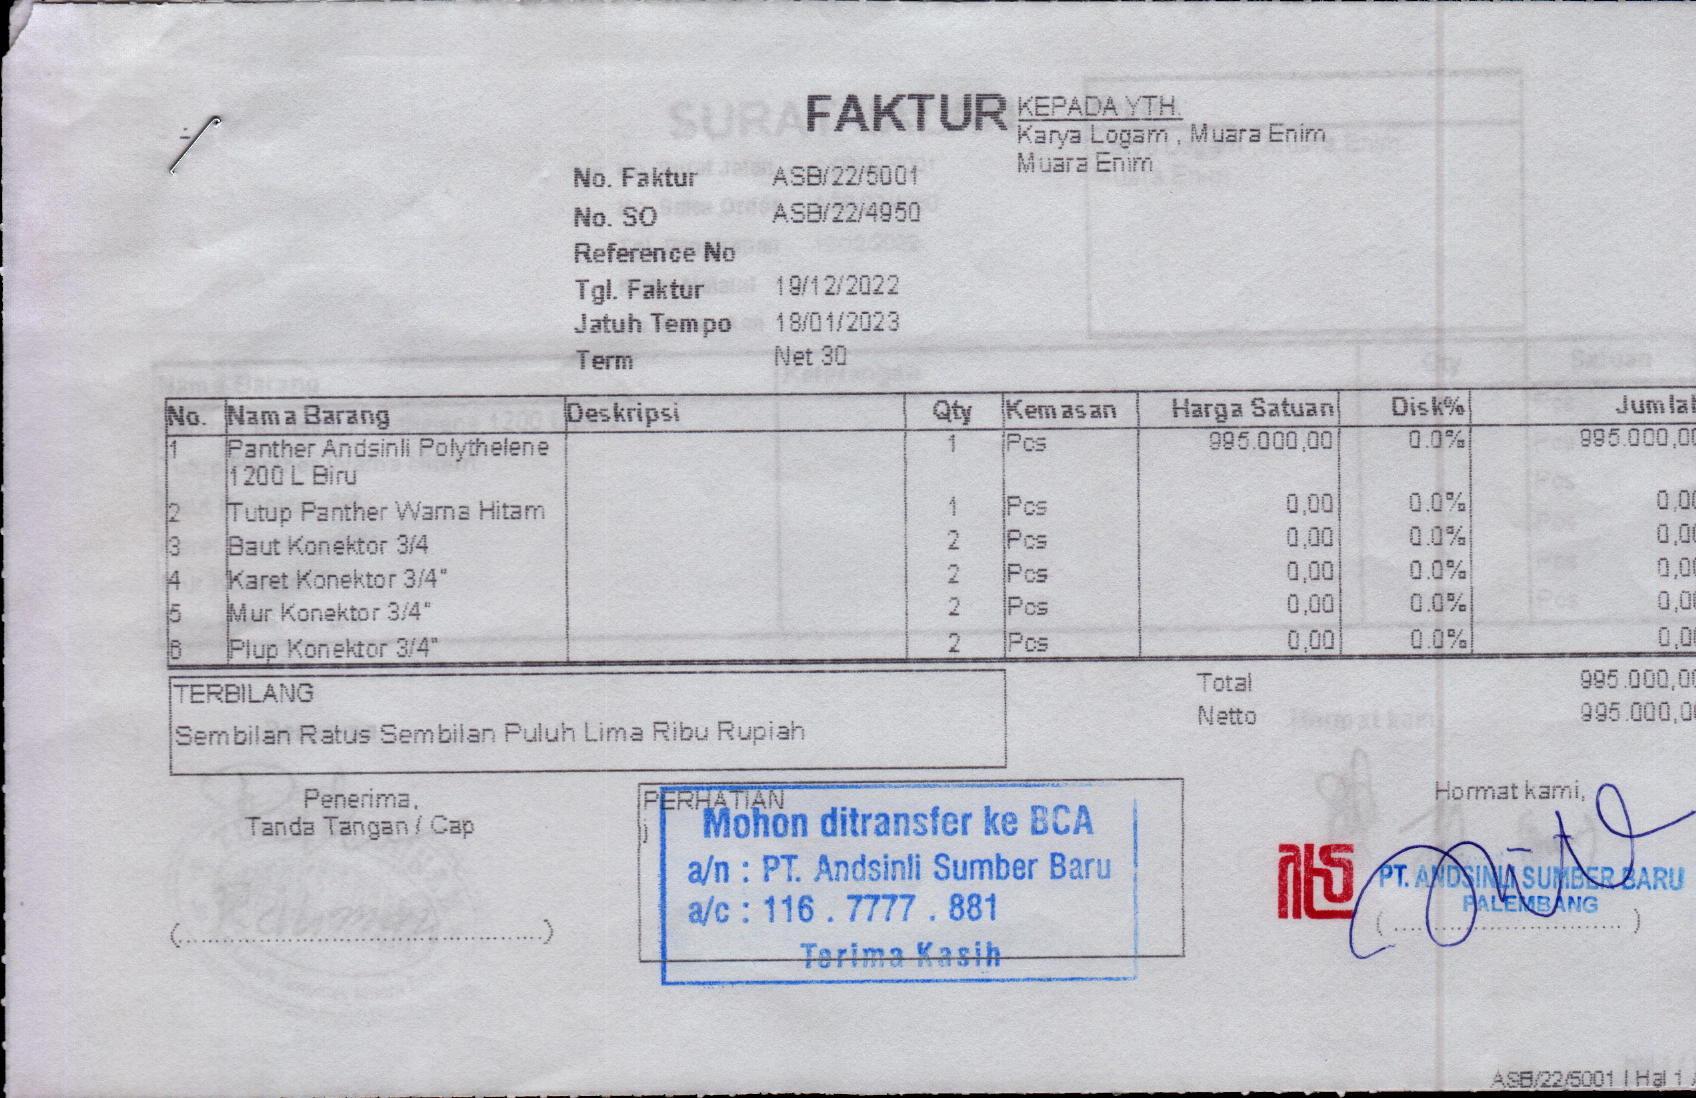 FAKTUR
KEPADA YTH.
Karya Logam , Muara Enim
Muara Enim
No. Faktur ASB/22/5001
No. SO ASB/22/4950
Reference No
Tgl. Faktur 19/12/2022
Jatuh Tempo 18/01/2023
Term Net 30
No. Nama Barang Deskripsi Qty Kemasan Harga Satuan Disk% Jumlah
1 Panther Andsinli Polythelene 1 Pcs 995.000,00 0.0% 995.000,00
1200 L Biru
2 Tutup Panther Warna Hitam 1 Pcs 0,00 0.0% 0,00
3 Baut Konektor 3/4 2 Pcs 0,00 0.0% 0,00
4 Karet Konektor 3/4" 2 Pcs 0,00 0.0% 0,00
5 Mur Konektor 3/4" 2 Pcs 0,00 0.0% 0,00
6 Plup Konektor 3/4" 2 Pcs 0,00 0.0% 0,00
Total 995.000,00
Netto 995.000,00
TERBILANG
Sembilan Ratus Sembilan Puluh Lima Ribu Rupiah
Penerima,
Tanda Tangan / Cap
(..........................................)
PERHATIAN
j
Mohon ditransfer ke BCA
a/n : PT. Andsinli Sumber Baru
a/c : 116 . 7777 . 881
Terima Kasih
Hormat kami,
PT. ANDSINLI SUMBER BARU
PALEMBANG
( ............................. )
ASB/22/5001 | Hal 1 /